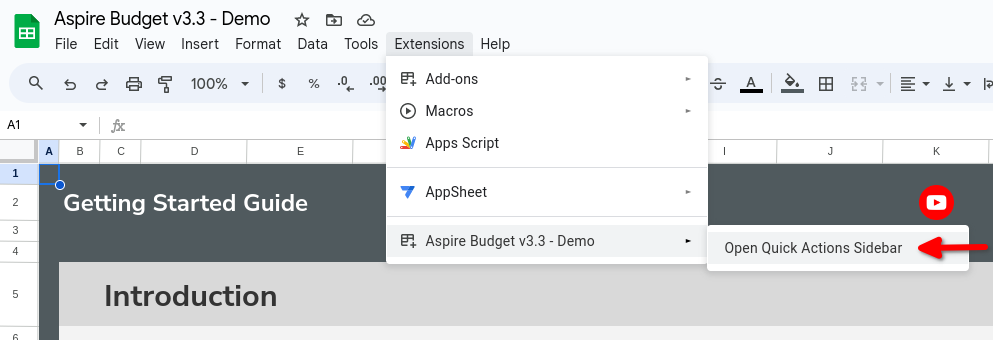 Aspire Budget v3.3 - Demo
File Edit View Insert Format Data Tools Extensions Help
100% $ % .0 .00
Add-ons
Macros
Apps Script
AppSheet
Aspire Budget v3.3 - Demo
Open Quick Actions Sidebar
A
A1 fx
A B C D E I J K
1
2 Getting Started Guide
3
4
5 Introduction
6